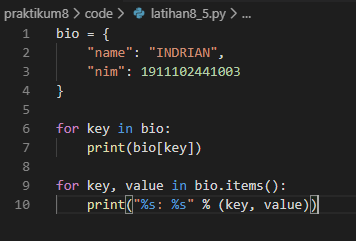 praktikum8 > code > latihan8_5.py > ...
1 bio = {
2     "name": "INDRIAN",
3     "nim": 1911102441003
4 }
5
6 for key in bio:
7     print(bio[key])
8
9 for key, value in bio.items():
10     print("%s: %s" % (key, value))